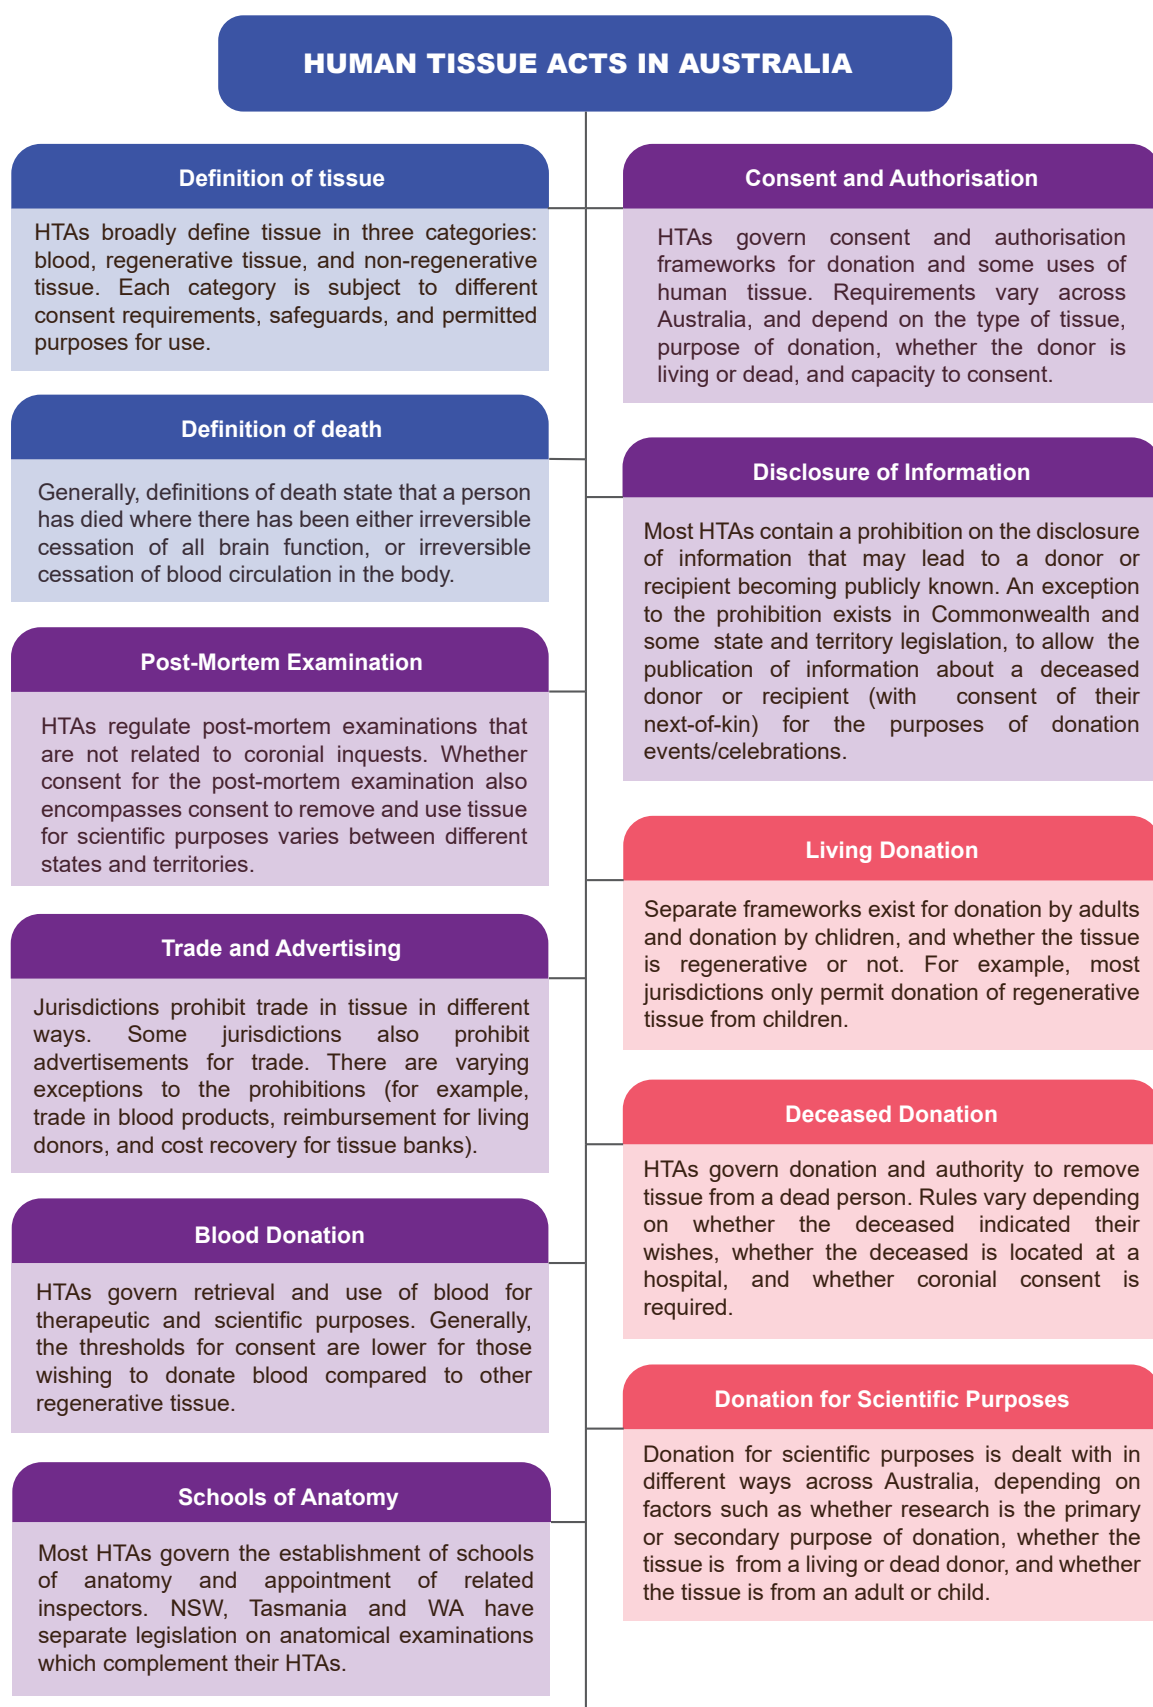 HUMAN TISSUE ACTS IN AUSTRALIA
Definition of tissue
HTAs broadly define tissue in three categories:
blood, regenerative tissue, and non-regenerative
tissue. Each category is subject to different
consent requirements, safeguards, and permitted
purposes for use.
Definition of death
Generally, definitions of death state that a person
has died where there has been either irreversible
cessation of all brain function, or irreversible
cessation of blood circulation in the body.
Post-Mortem Examination
HTAs regulate post-mortem examinations that
are not related to coronial inquests. Whether
consent for the post-mortem examination also
encompasses consent to remove and use tissue
for scientific purposes varies between different
states and territories.
Trade and Advertising
Jurisdictions prohibit trade in tissue in different
ways. Some jurisdictions also prohibit
advertisements for trade. There are varying
exceptions to the prohibitions (for example,
trade in blood products, reimbursement for living
donors, and cost recovery for tissue banks).
Blood Donation
HTAs govern retrieval and use of blood for
therapeutic and scientific purposes. Generally,
the thresholds for consent are lower for those
wishing to donate blood compared to other
regenerative tissue.
Schools of Anatomy
Most HTAs govern the establishment of schools
of anatomy and appointment of related
inspectors. NSW, Tasmania and WA have
separate legislation on anatomical examinations
which complement their HTAs.
Consent and Authorisation
HTAs govern consent and authorisation
frameworks for donation and some uses of
human tissue. Requirements vary across
Australia, and depend on the type of tissue,
purpose of donation, whether the donor is
living or dead, and capacity to consent.
Disclosure of Information
Most HTAs contain a prohibition on the disclosure
of information that may lead to a donor or
recipient becoming publicly known. An exception
to the prohibition exists in Commonwealth and
some state and territory legislation, to allow the
publication of information about a deceased
donor or recipient (with consent of their
next-of-kin) for the purposes of donation
events/celebrations.
Living Donation
Separate frameworks exist for donation by adults
and donation by chlidren, and whether the tissue
is regenerative or not. For example, most
jurisdictions only permit donation of regenerative
tissue from children.
Deceased Donation
HTAs govern donation and authority to remove
tissue from a dead person. Rules vary depending
on whether the deceased indicated their
wishes, whether the deceased is located at a
hospital, and whether coronial consent is
required.
Donation for Scientific Purposes
Donation for scientific purposes is dealt with in
different ways across Australia, depending on
factors such as whether research is the primary
or secondary purpose of donation, whether the
tissue is from a living or dead donor, and whether
the tissue is from an adult or child.